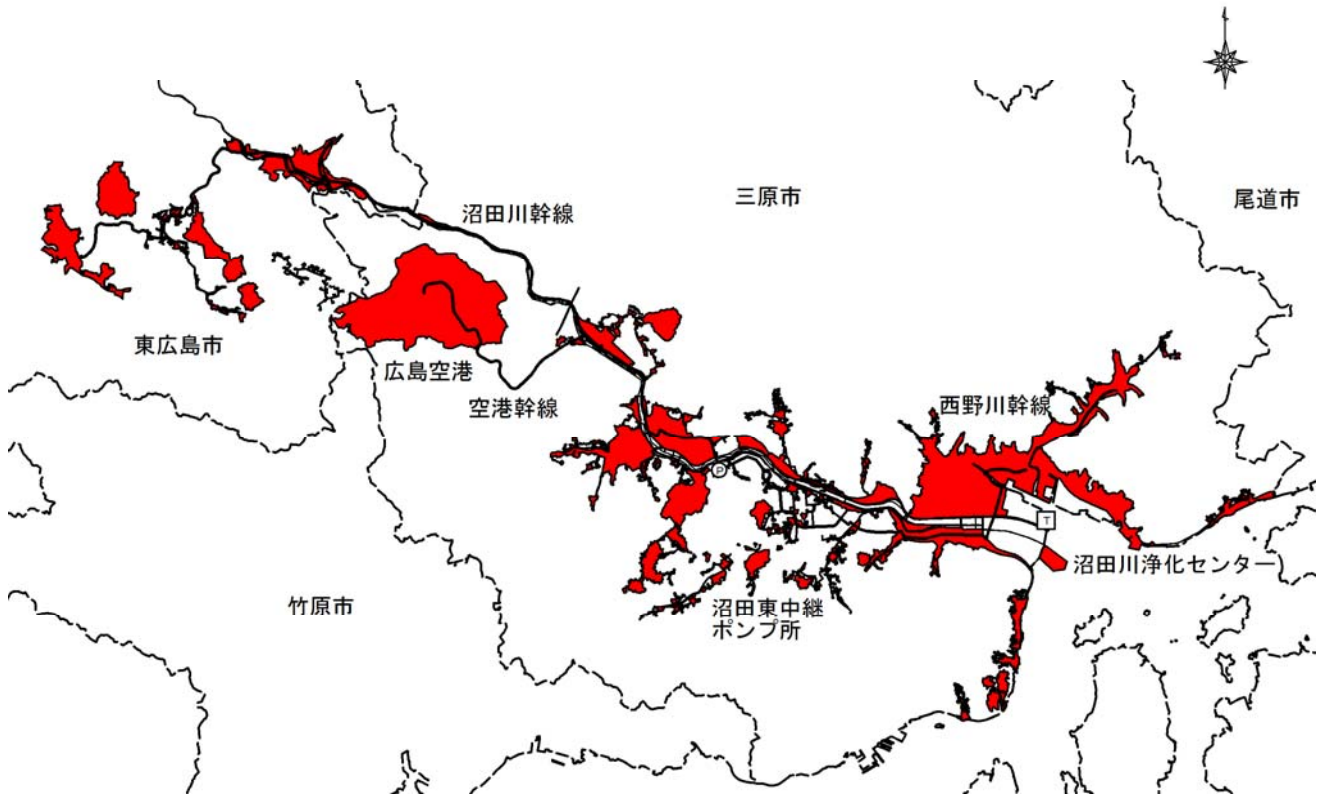 三原市
尾道市
沼田川幹線
東広島市
広島空港
空港幹線
西野川幹線
P
T
沼田川浄化センター
竹原市
沼田東中継
ポンプ所